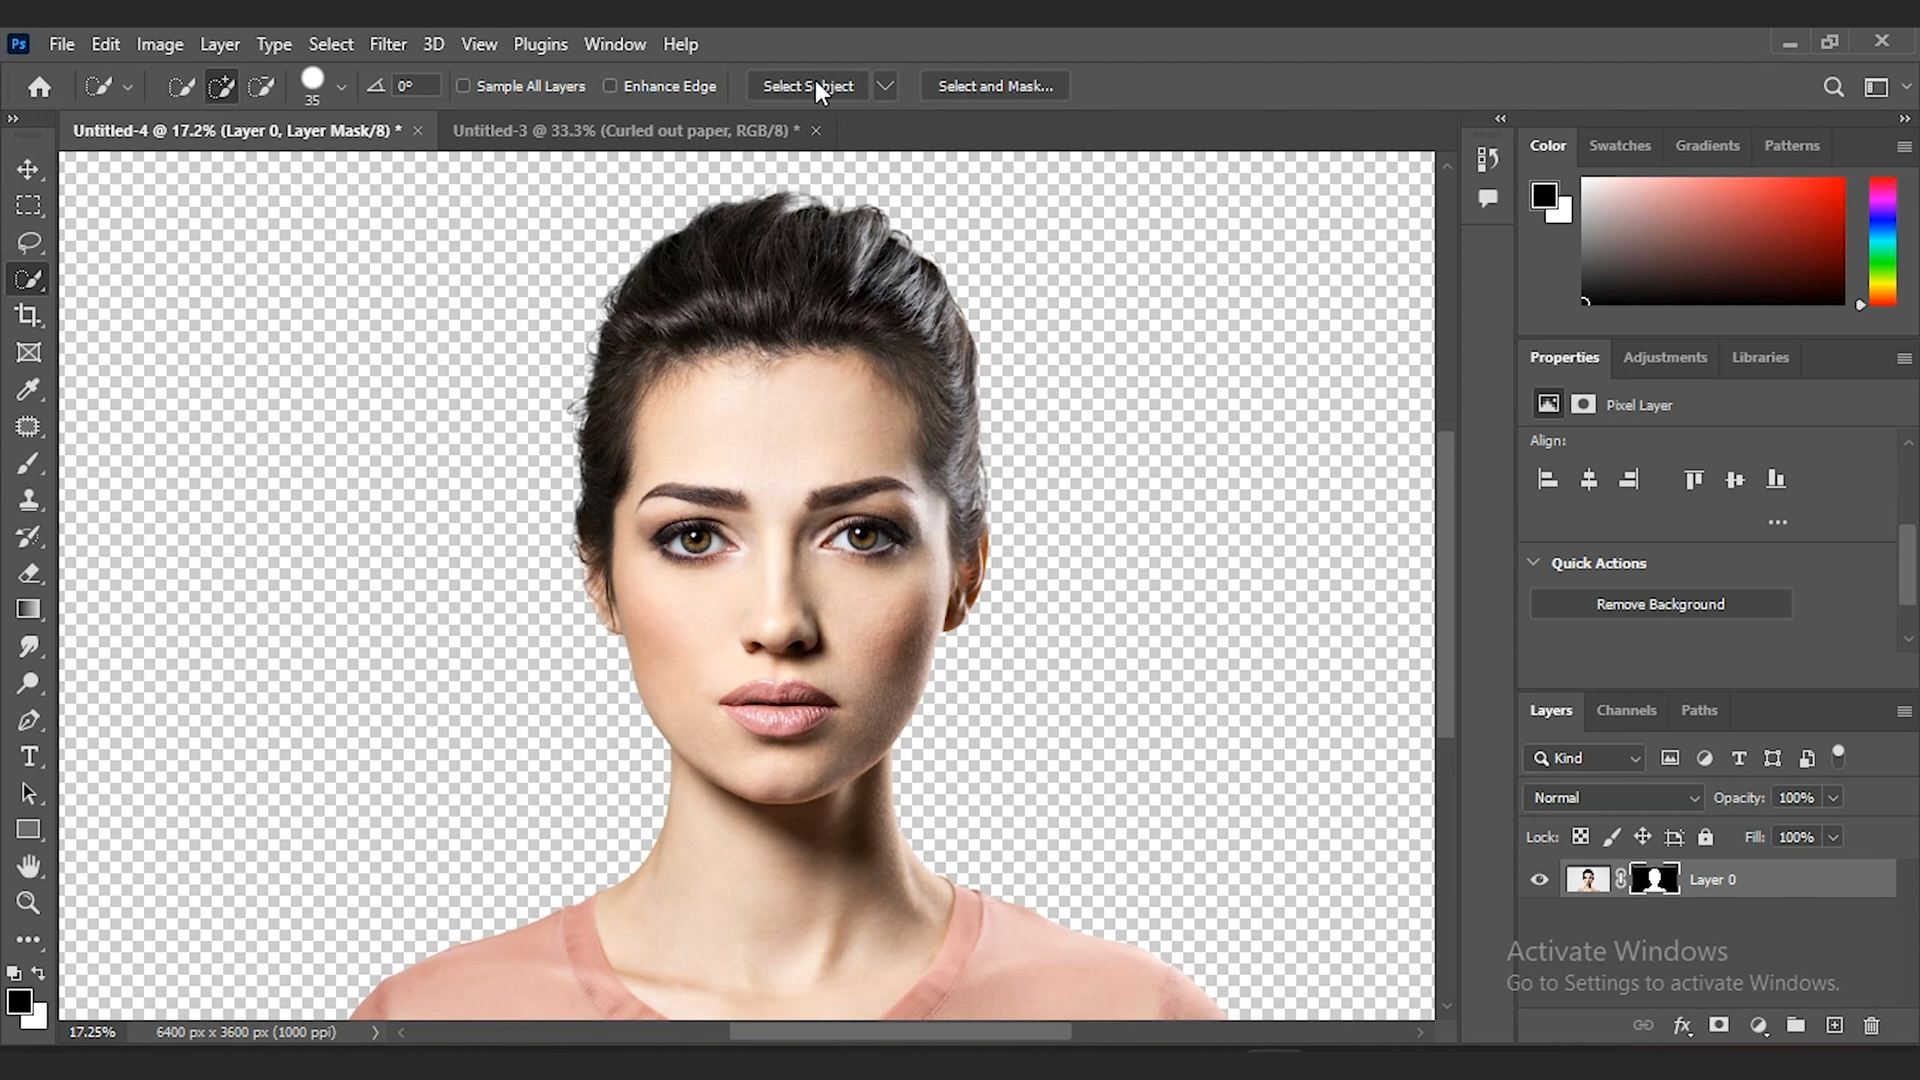 Ps File Edit Image Layer Type Select Filter 3D View Plugins Window Help
35 0° Sample All Layers Enhance Edge Select Subject Select and Mask...
Untitled-4 @ 17.2% (Layer 0, Layer Mask/8) * Untitled-3 @ 33.3% (Curled out paper, RGB/8) *
Color Swatches Gradients Patterns
Properties Adjustments Libraries
Pixel Layer
Align:
Quick Actions
Remove Background
Layers Channels Paths
Kind
Normal Opacity: 100%
Lock: Fill: 100%
Layer 0
Activate Windows
Go to Settings to activate Windows.
17.25% 6400 px x 3600 px (1000 ppi)